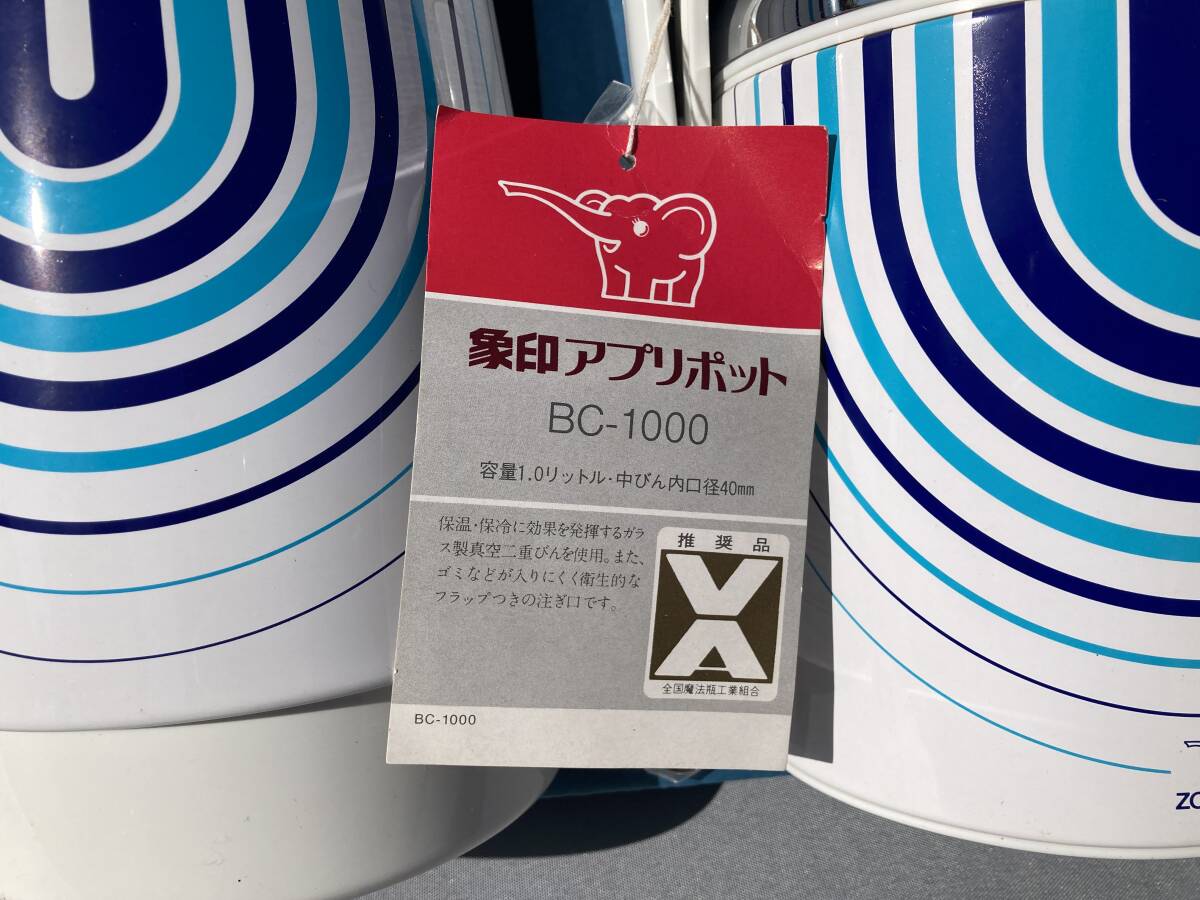 象印アプリポット
BC-1000
容量1.0リットル・中びん内口径40mm
保温・保冷に効果を発揮するガラ
ス製真空二重びんを使用。また、
ゴミなどが入りにくく衛生的な
フラップつきの注ぎ口です。
推奨品
VA
全国魔法瓶工業組合
BC-1000
ZO